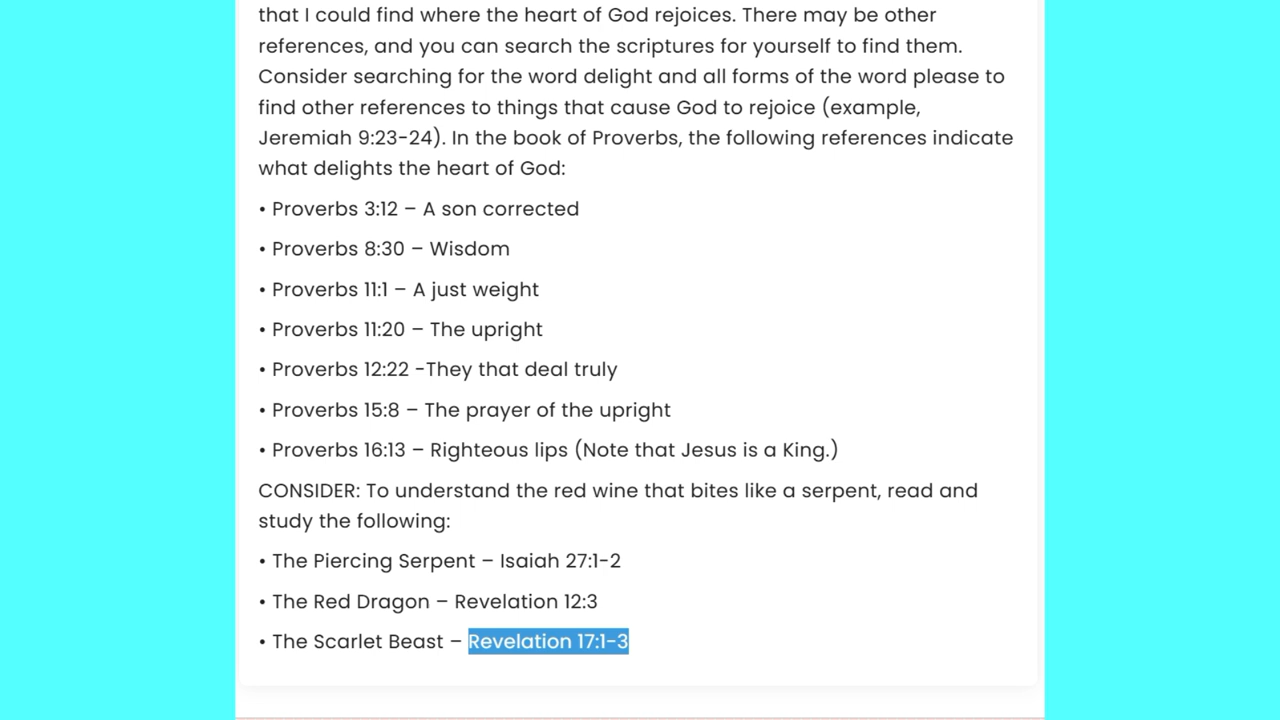 that I could find where the heart of God rejoices. There may be other
references, and you can search the scriptures for yourself to find them.
Consider searching for the word delight and all forms of the word please to
find other references to things that cause God to rejoice (example,
Jeremiah 9:23-24). In the book of Proverbs, the following references indicate
what delights the heart of God:
• Proverbs 3:12 – A son corrected
• Proverbs 8:30 – Wisdom
• Proverbs 11:1 – A just weight
• Proverbs 11:20 – The upright
• Proverbs 12:22 -They that deal truly
• Proverbs 15:8 – The prayer of the upright
• Proverbs 16:13 – Righteous lips (Note that Jesus is a King.)
CONSIDER: To understand the red wine that bites like a serpent, read and
study the following:
• The Piercing Serpent – Isaiah 27:1-2
• The Red Dragon – Revelation 12:3
• The Scarlet Beast – Revelation 17:1-3